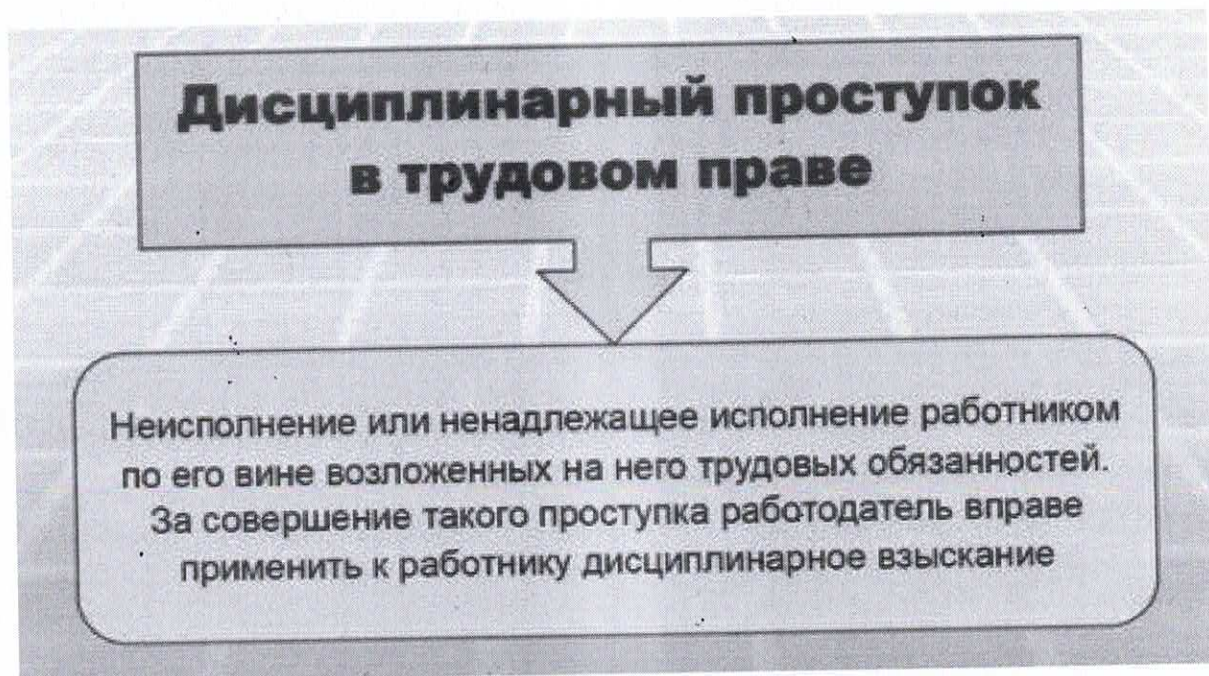 Дисциплинарный проступок
в трудовом праве
Неисполнение или ненадлежащее исполнение работником
по его вине возложенных на него трудовых обязанностей.
За совершение такого проступка работодатель вправе
применить к работнику дисциплинарное взыскание